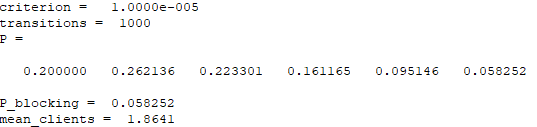 criterion = 1.0000e-005
transitions = 1000
P =
0.200000 0.262136 0.223301 0.161165 0.095146 0.058252
P_blocking = 0.058252
mean_clients = 1.8641